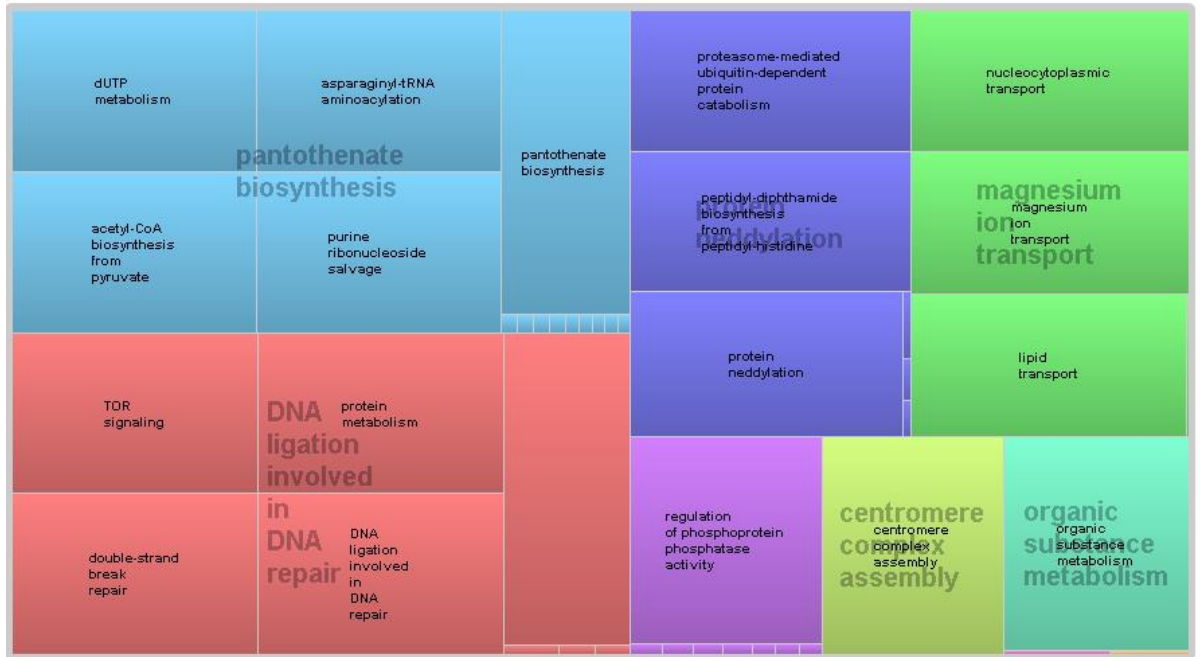 dUTP
metabolism
asparaginyl-tRNA
aminoacylation
pantothenate
biosynthesis
acetyl-CoA
biosynthesis
from
pyruvate
purine
ribonucleoside
salvage
pantothenate
biosynthesis
TOR
signaling
protein
metabolism
double-strand
break
repair
DNA
ligation
involved
in
DNA
repair
DNA
ligation
involved
in
DNA
repair
proteasome-mediated
ubiquitin-dependent
protein
catabolism
peptidyl-diphthamide
biosynthesis
from
peptidyl-histidine
protein
neddylation
protein
neddylation
nucleocytoplasmic
transport
magnesium
ion
transport
magnesium
ion
transport
lipid
transport
regulation
of phosphoprotein
phosphatase
activity
centromere
complex
assembly
centromere
complex
assembly
organic
substance
metabolism
organic
substance
metabolism